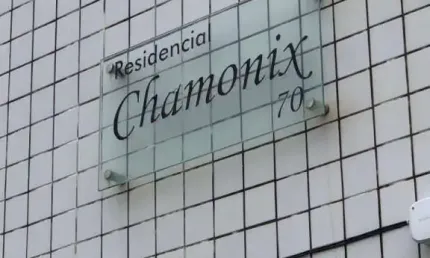 Residencial
Chamonix
70